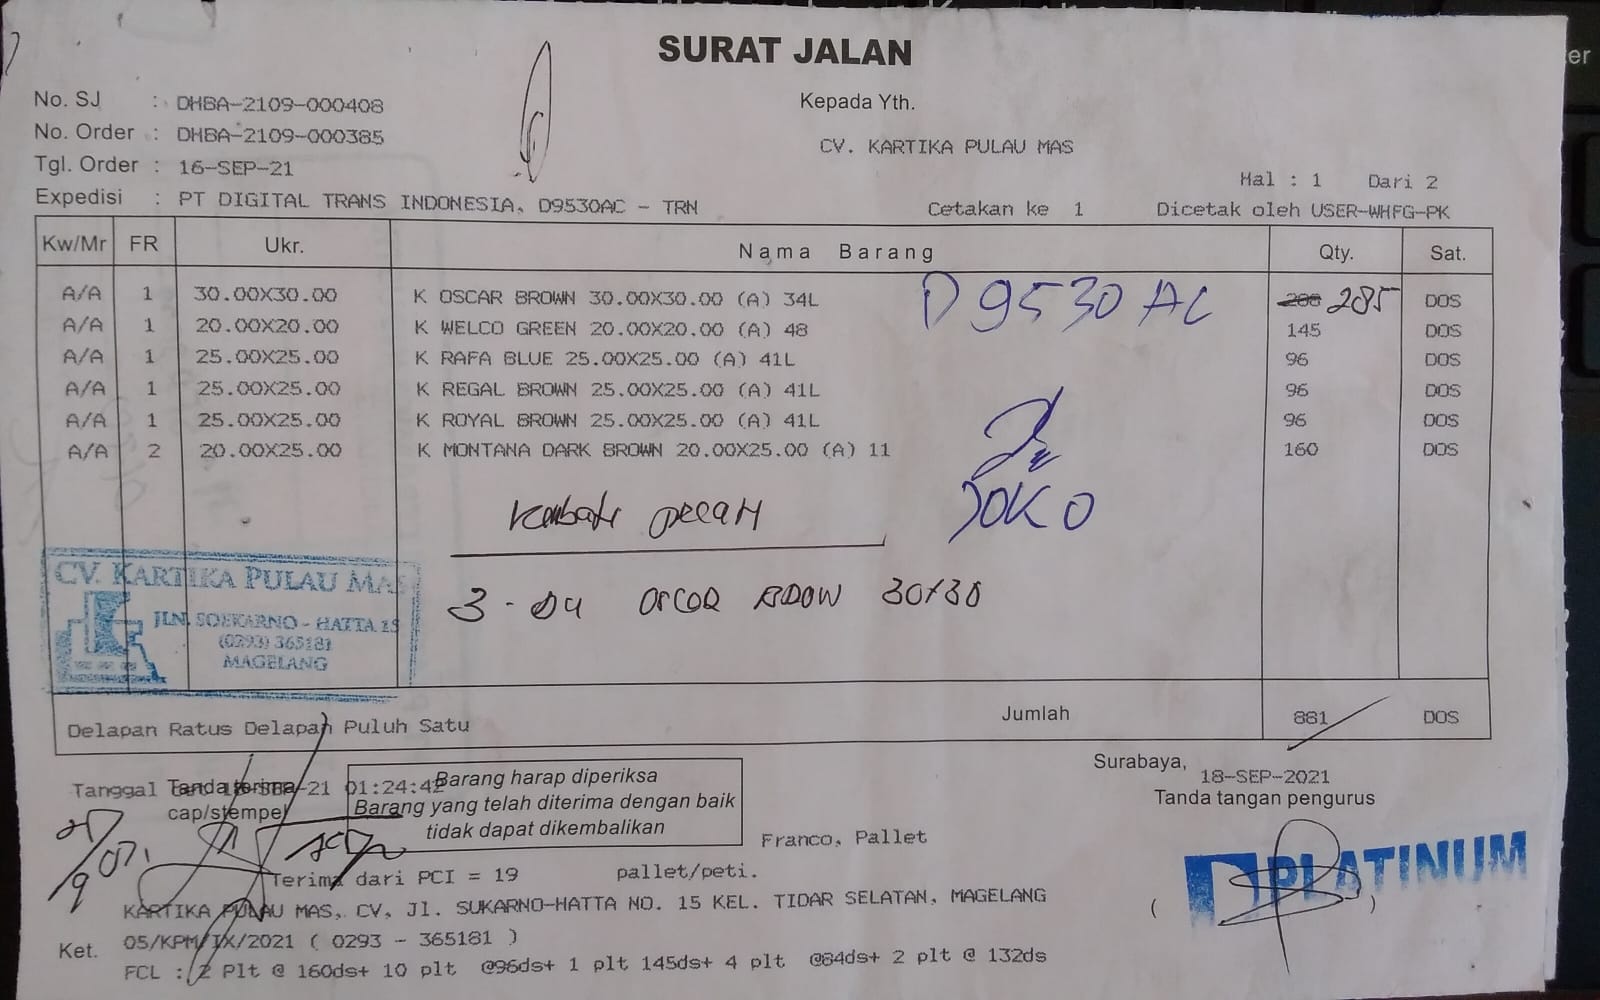 SURAT JALAN
No. SJ : DHBA-2109-000408
No. Order : DHBA-2109-000385
Tgl. Order : 16-SEP-21
Expedisi : PT DIGITAL TRANS INDONESIA, D9530AC - TRN
Kepada Yth.
CV. KARTIKA PULAU MAS
Hal : 1 Dari 2
Cetakan ke 1 Dicetak oleh USER-WHFG-PK
Kw/Mr FR Ukr. Nama Barang Qty. Sat.
A/A 1 30.00X30.00 K OSCAR BROWN 30.00X30.00 (A) 34L 285 DOS
A/A 1 20.00X20.00 K WELCO GREEN 20.00X20.00 (A) 48 145 DOS
A/A 1 25.00X25.00 K RAFA BLUE 25.00X25.00 (A) 41L 96 DOS
A/A 1 25.00X25.00 K REGAL BROWN 25.00X25.00 (A) 41L 96 DOS
A/A 1 25.00X25.00 K ROYAL BROWN 25.00X25.00 (A) 41L 96 DOS
A/A 2 20.00X25.00 K MONTANA DARK BROWN 20.00X25.00 (A) 11 160 DOS
D 9530 AC
JOKO
pecah
3 - 30x30
CV. KARTIKA PULAU MAS
JLN. SOEKARNO - HATTA 15
(0293) 365181
MAGELANG
Delapan Ratus Delapan Puluh Satu Jumlah 881 DOS
Tanggal 21 01:24:42
Tanda terima
cap/stempel
Barang harap diperiksa
Barang yang telah diterima dengan baik
tidak dapat dikembalikan
Surabaya, 18-SEP-2021
Tanda tangan pengurus
Franco, Pallet
PLATINUM
( )
Terima dari PCI = 19 pallet/peti.
KARTIKA PULAU MAS, CV, Jl. SUKARNO-HATTA NO. 15 KEL. TIDAR SELATAN, MAGELANG
Ket. 05/KPM/IX/2021 ( 0293 - 365181 )
FCL : 2 Plt @ 160ds+ 10 plt @96ds+ 1 plt 145ds+ 4 plt @84ds+ 2 plt @ 132ds